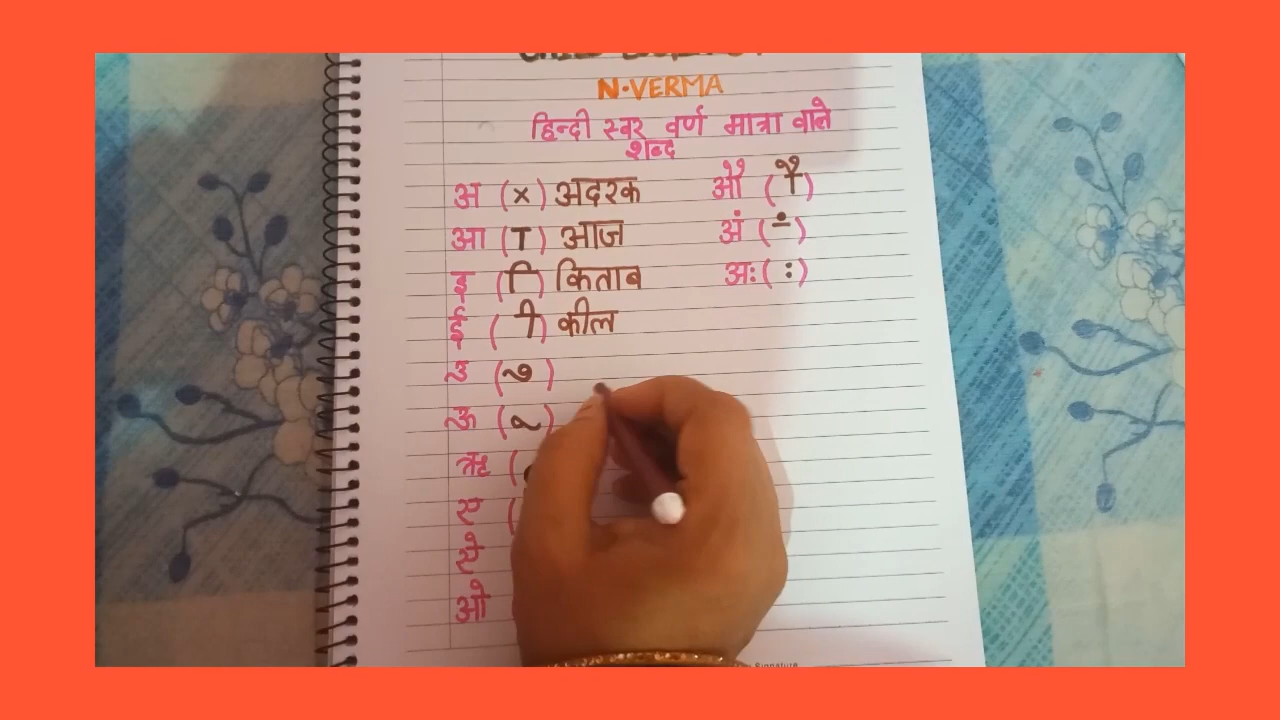 N·VERMA
हिन्दी स्वर वर्ण मात्रा वाले
शब्द
अ (×) अदरक
आ (ा) आज
इ (ि) किताब
ई (ी) कील
उ (ु)
ऊ (ू)
ऋ (
ए (
ऐ
ओ
औ (ौ)
अं (ं)
अः (ः)